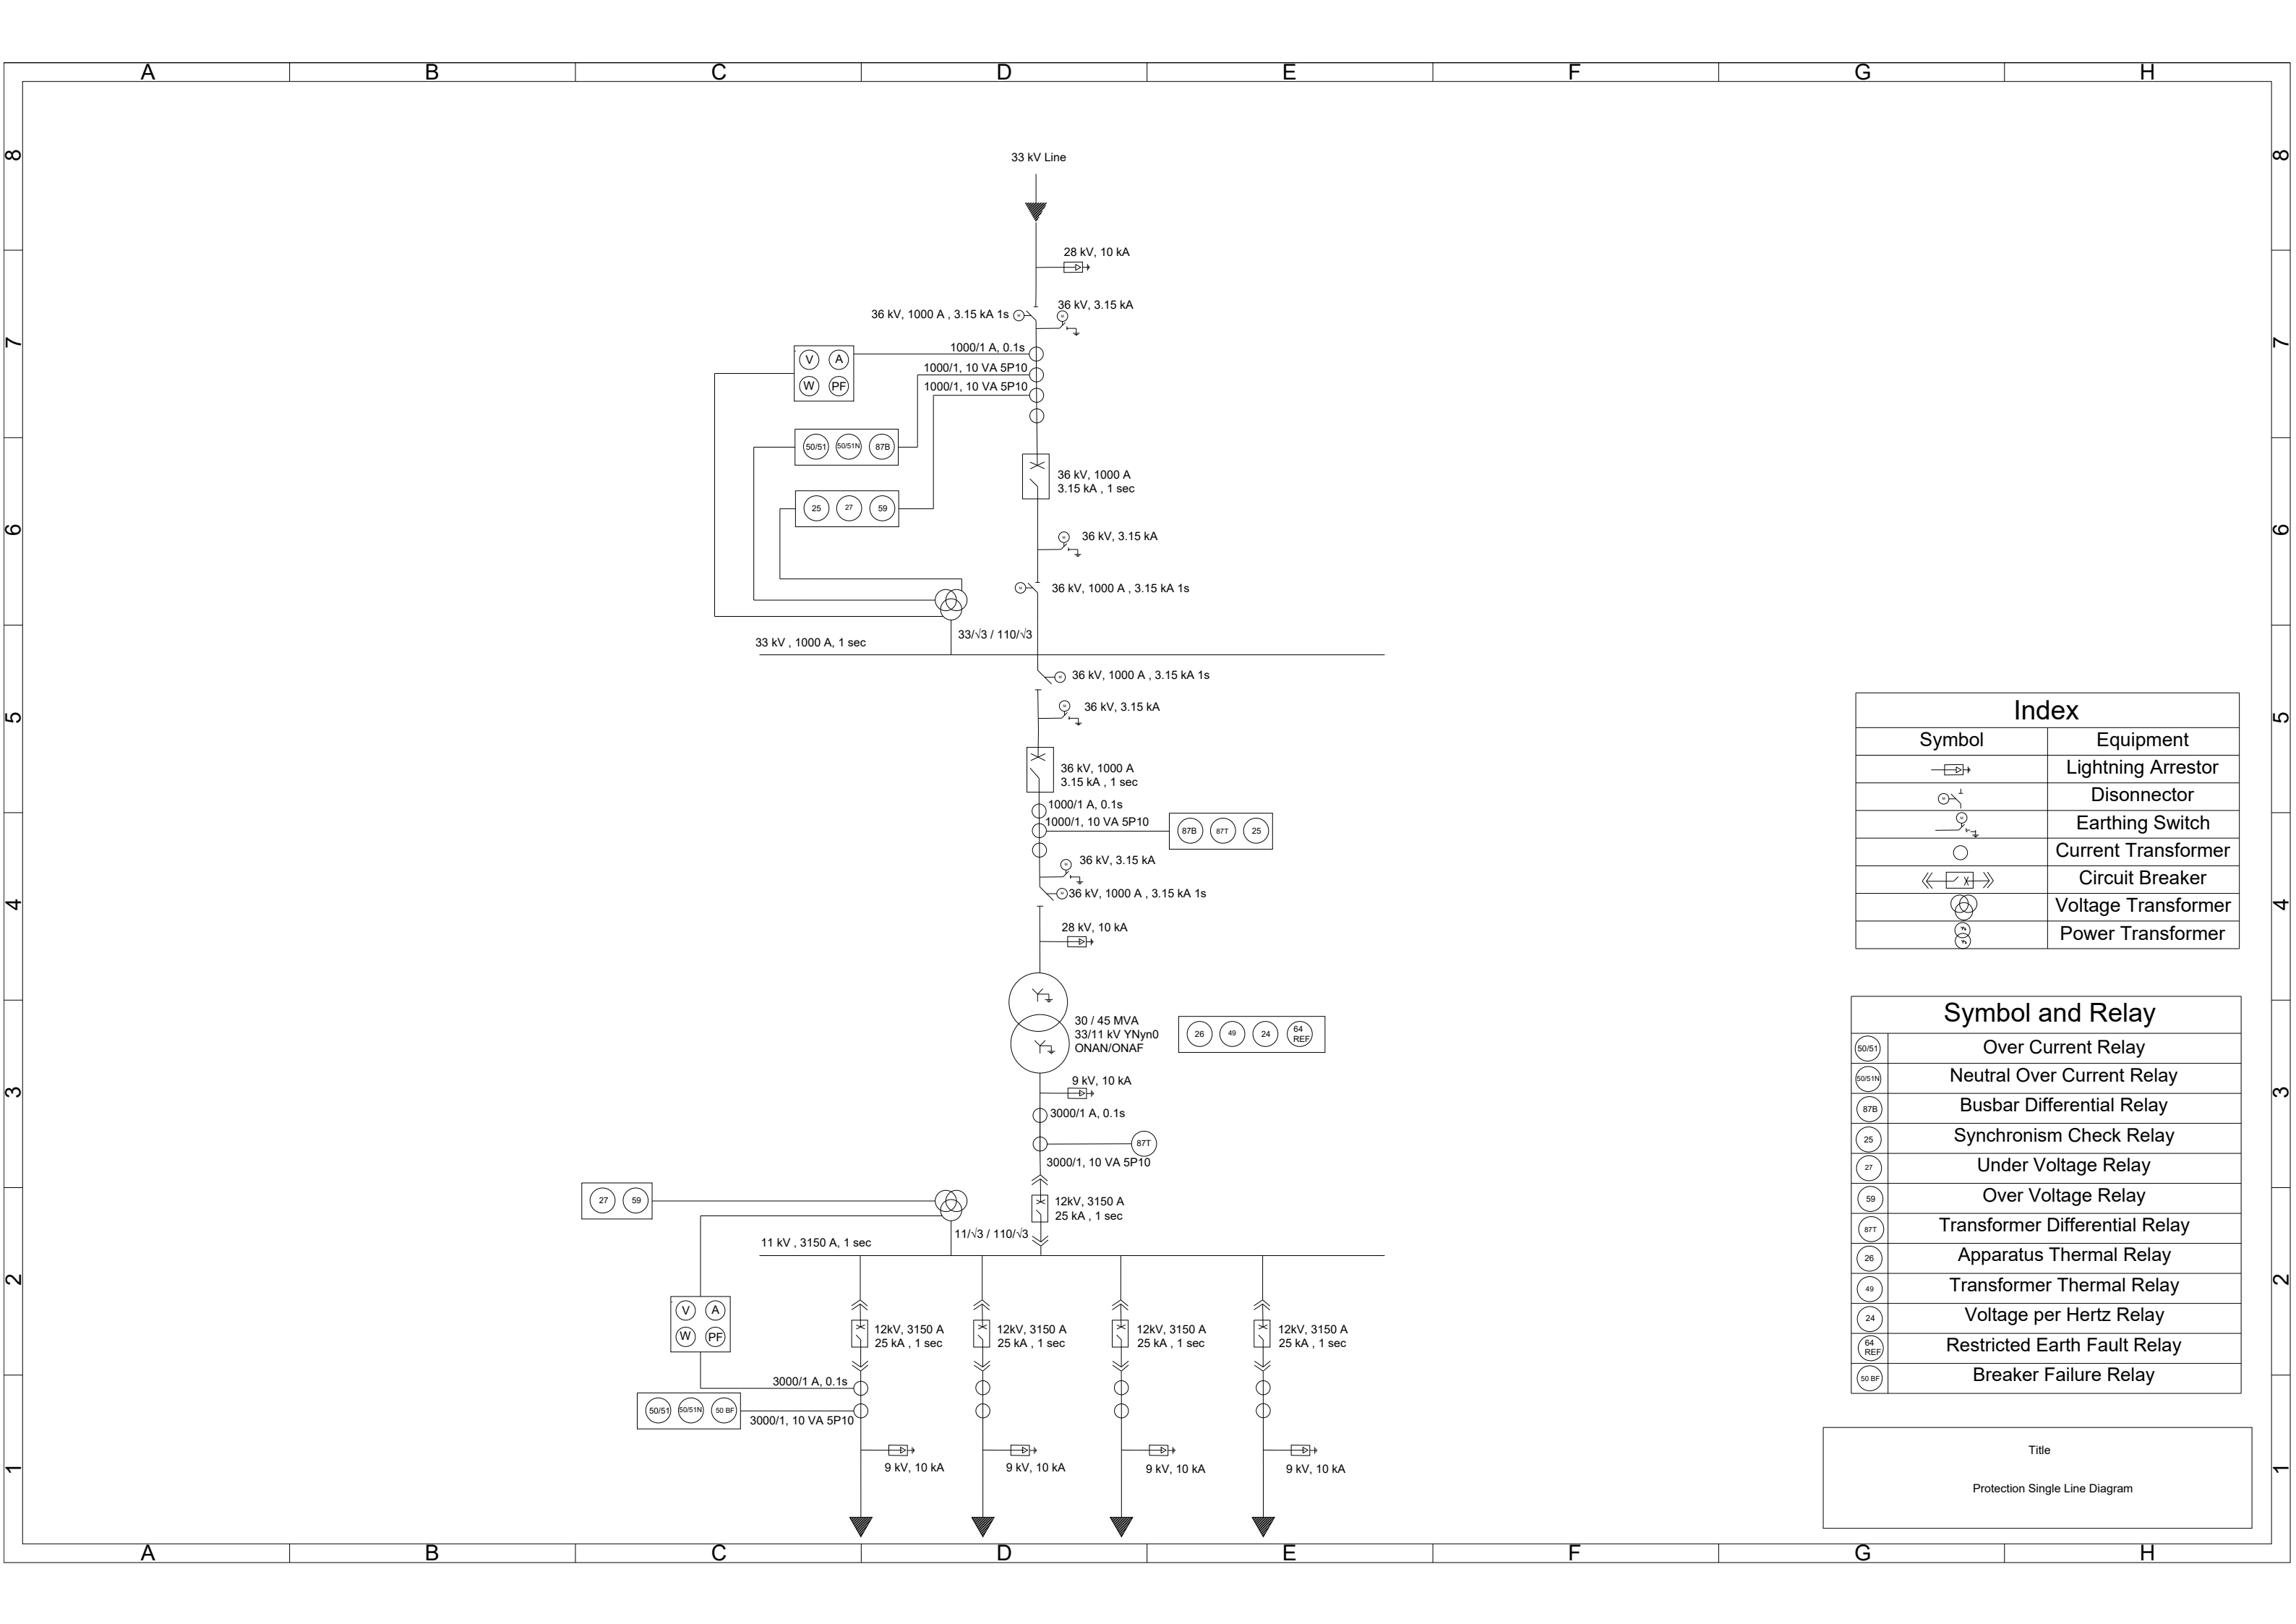 A B C D E F G H
8 8
33 kV Line
28 kV, 10 kA
36 kV, 3.15 kA
36 kV, 1000 A , 3.15 kA 1s
M
M
7 7
1000/1 A, 0.1s
V A
1000/1, 10 VA 5P10
W PF
1000/1, 10 VA 5P10
50/51 50/51N 87B
36 kV, 1000 A
3.15 kA , 1 sec
25 27 59
6 6
M
36 kV, 3.15 kA
M
36 kV, 1000 A , 3.15 kA 1s
33/√3 / 110/√3
33 kV , 1000 A, 1 sec
M
36 kV, 1000 A , 3.15 kA 1s
M
36 kV, 3.15 kA
5 5
36 kV, 1000 A
3.15 kA , 1 sec
1000/1 A, 0.1s
1000/1, 10 VA 5P10
87B 87T 25
M
36 kV, 3.15 kA
M
36 kV, 1000 A , 3.15 kA 1s
4 4
28 kV, 10 kA
30 / 45 MVA
33/11 kV YNyn0
ONAN/ONAF
26 49 24 64
REF
9 kV, 10 kA
3 3
3000/1 A, 0.1s
87T
3000/1, 10 VA 5P10
27 59
12kV, 3150 A
25 kA , 1 sec
11/√3 / 110/√3
11 kV , 3150 A, 1 sec
2 2
V A
W PF
12kV, 3150 A
25 kA , 1 sec
12kV, 3150 A
25 kA , 1 sec
12kV, 3150 A
25 kA , 1 sec
12kV, 3150 A
25 kA , 1 sec
3000/1 A, 0.1s
50/51 50/51N 50 BF
3000/1, 10 VA 5P10
9 kV, 10 kA
9 kV, 10 kA
9 kV, 10 kA
9 kV, 10 kA
1 1
Index
Symbol Equipment
Lightning Arrestor
M Disonnector
M Earthing Switch
Current Transformer
Circuit Breaker
Voltage Transformer
Power Transformer
Symbol and Relay
50/51 Over Current Relay
50/51N Neutral Over Current Relay
87B Busbar Differential Relay
25 Synchronism Check Relay
27 Under Voltage Relay
59 Over Voltage Relay
87T Transformer Differential Relay
26 Apparatus Thermal Relay
49 Transformer Thermal Relay
24 Voltage per Hertz Relay
64
REF Restricted Earth Fault Relay
50 BF Breaker Failure Relay
Title
Protection Single Line Diagram
A B C D E F G H